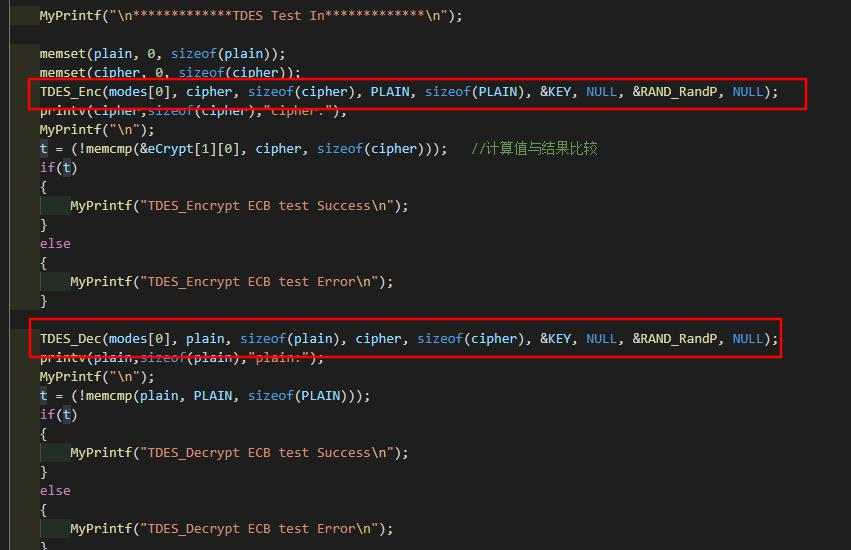 MyPrintf("\n*************TDES Test In*************\n");
memset(plain, 0, sizeof(plain));
memset(cipher, 0, sizeof(cipher));
TDES_Enc(modes[0], cipher, sizeof(cipher), PLAIN, sizeof(PLAIN), &KEY, NULL, &RAND_RandP, NULL);
printv(cipher,sizeof(cipher),"cipher:");
MyPrintf("\n");
t = (!memcmp(&eCrypt[1][0], cipher, sizeof(cipher)));   //计算值与结果比较
if(t)
{
MyPrintf("TDES_Encrypt ECB test Success\n");
}
else
{
MyPrintf("TDES_Encrypt ECB test Error\n");
}
TDES_Dec(modes[0], plain, sizeof(plain), cipher, sizeof(cipher), &KEY, NULL, &RAND_RandP, NULL);
printv(plain,sizeof(plain),"plain:");
MyPrintf("\n");
t = (!memcmp(plain, PLAIN, sizeof(PLAIN)));
if(t)
{
MyPrintf("TDES_Decrypt ECB test Success\n");
}
else
{
MyPrintf("TDES_Decrypt ECB test Error\n");
}